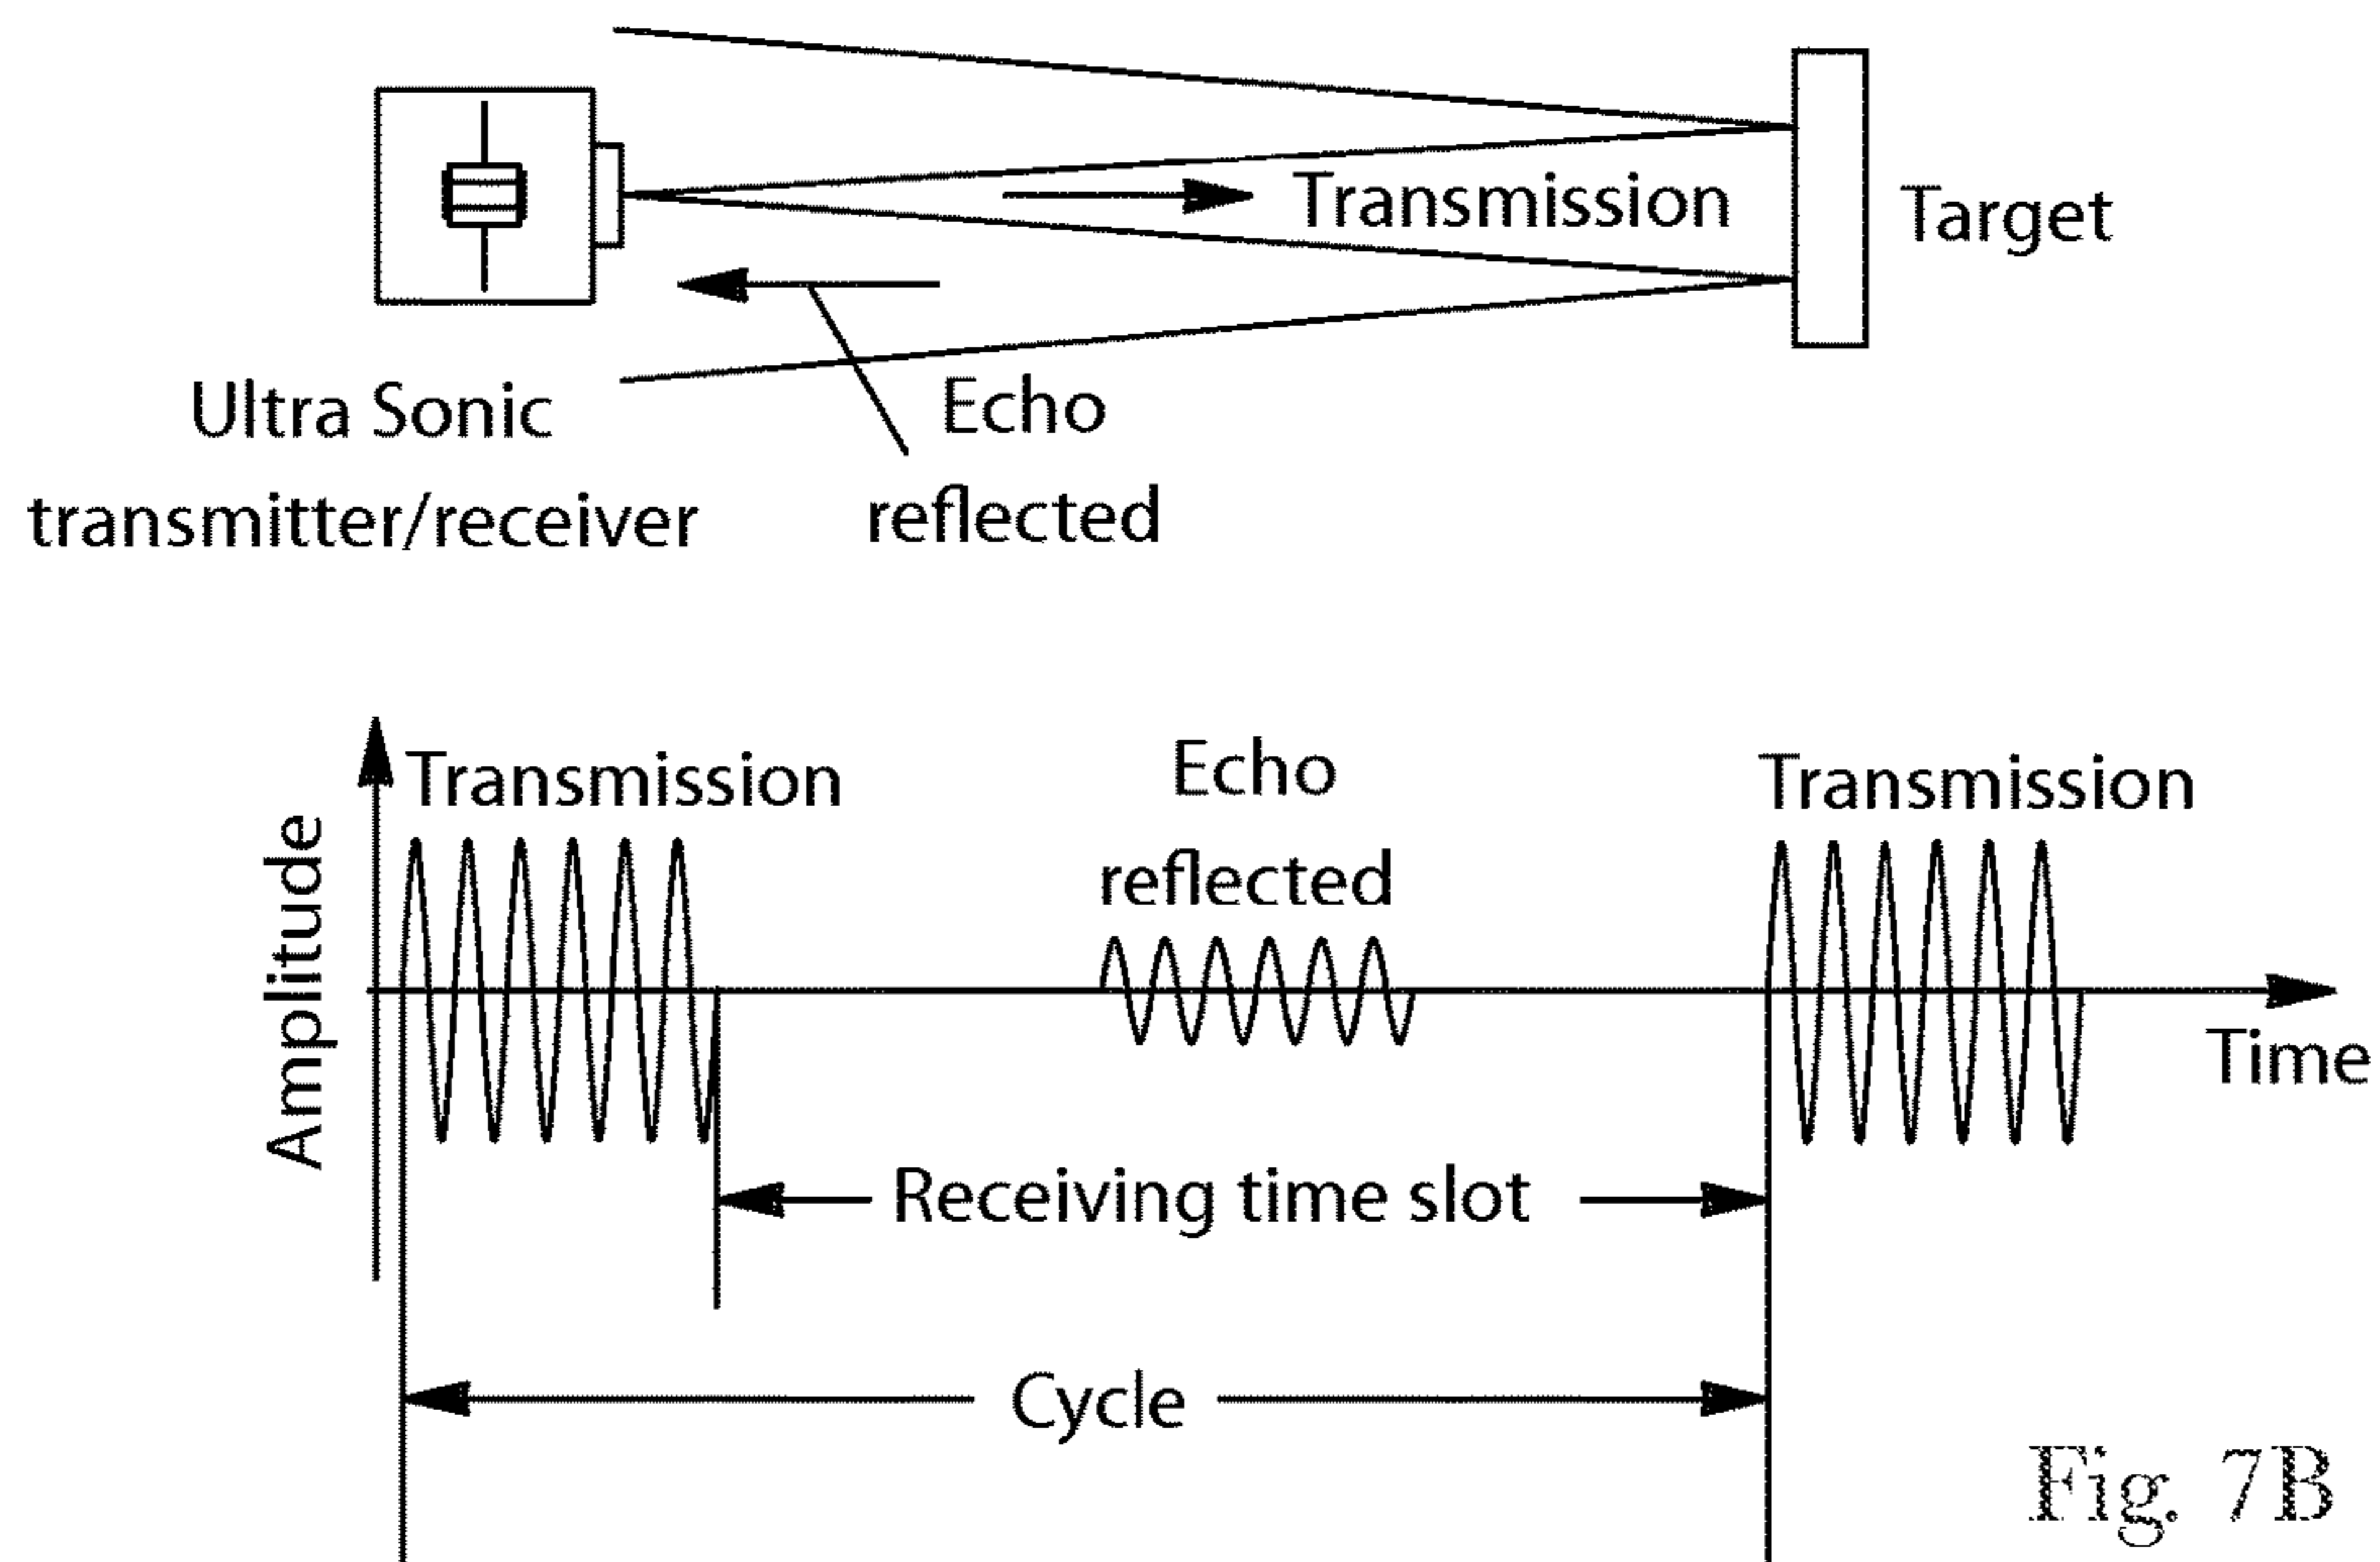 Transmission
Target
Ultra Sonic
transmitter/receiver
Echo
reflected
Transmission
Echo
reflected
Transmission
Amplitude
Time
Receiving time slot
Cycle
Fig. 7B